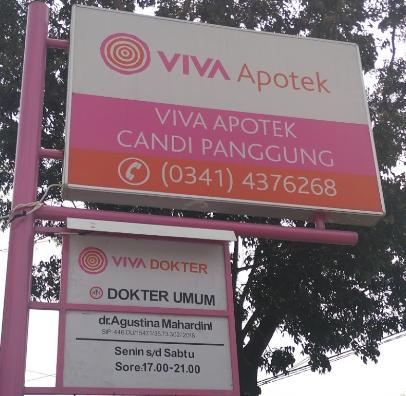 VIVA Apotek
VIVA APOTEK
CANDI PANGGUNG
(0341) 4376268
VIVA DOKTER
DOKTER UMUM
dr.Agustina Mahardini
Senin s/d Sabtu
Sore:17.00-21.00